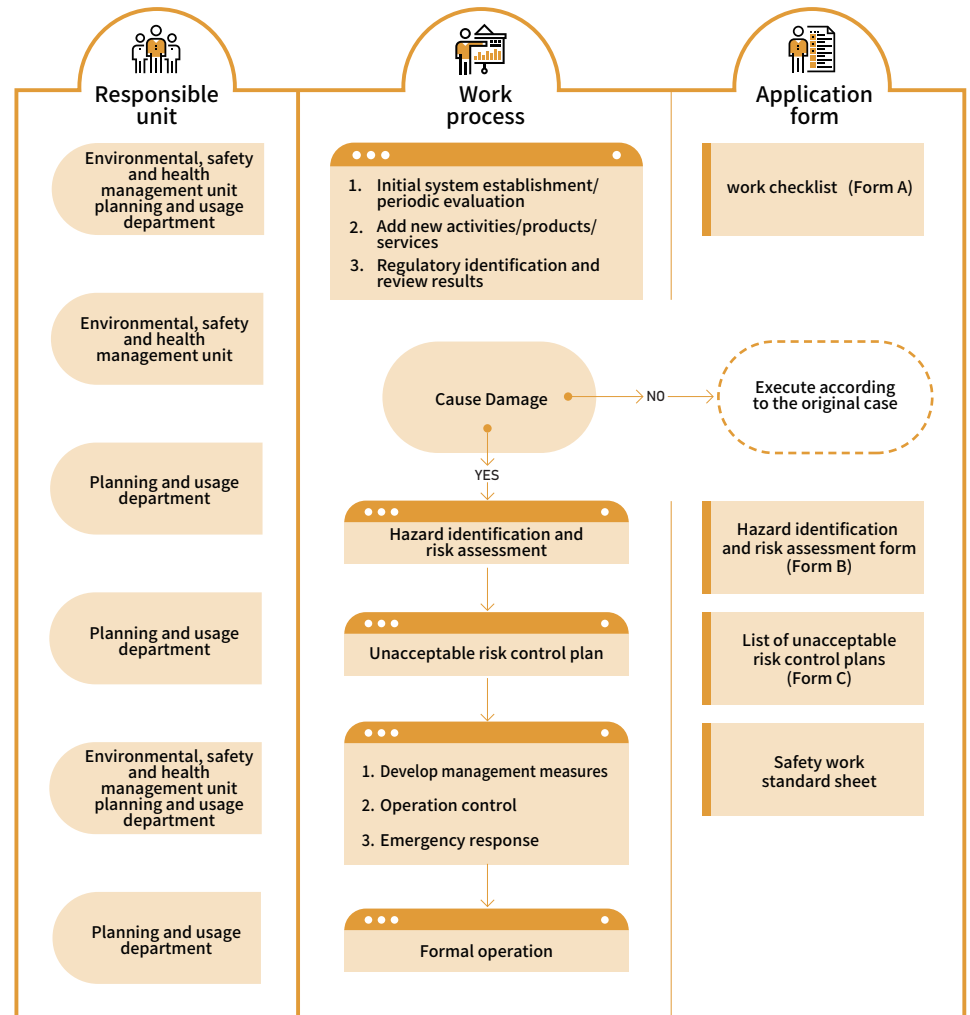 Responsible
unit
Work
process
Application
form
Environmental, safety
and health
management unit
planning and usage
department
1. Initial system establishment/
periodic evaluation
2. Add new activities/products/
services
3. Regulatory identification and
review results
work checklist (Form A)
Environmental, safety
and health
management unit
Cause Damage
NO
Execute according
to the original case
YES
Planning and usage
department
Hazard identification and
risk assessment
Hazard identification
and risk assessment form
(Form B)
Planning and usage
department
Unacceptable risk control plan
List of unacceptable
risk control plans
(Form C)
Environmental, safety
and health
management unit
planning and usage
department
1. Develop management measures
2. Operation control
3. Emergency response
Safety work
standard sheet
Planning and usage
department
Formal operation